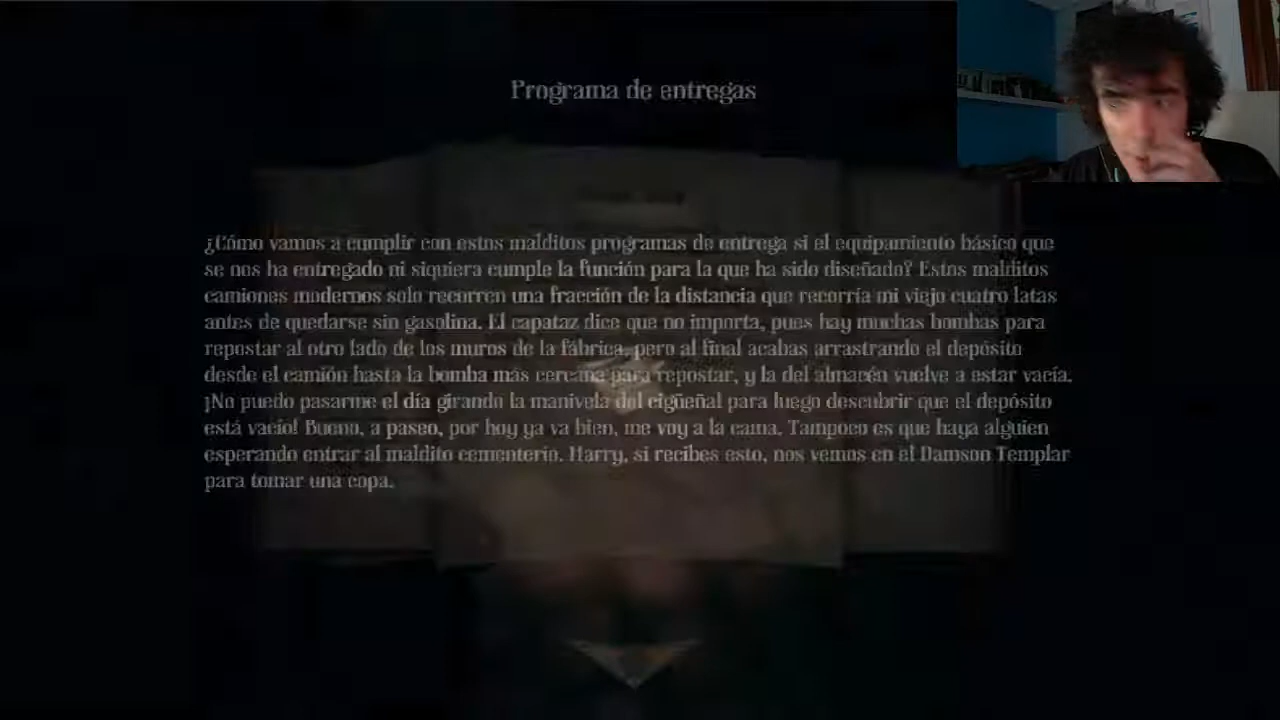 Programa de entregas
¿Cómo vamos a cumplir con estos malditos programas de entrega si el equipamiento básico que
se nos ha entregado ni siquiera cumple la función para la que ha sido diseñado? Estos malditos
camiones modernos solo recorren una fracción de la distancia que recorría mi viejo cuatro latas
antes de quedarse sin gasolina. El capataz dice que no importa, pues hay muchas bombas para
repostar al otro lado de los muros de la fábrica, pero al final acabas arrastrando el depósito
desde el camión hasta la bomba más cercana para repostar, y la del almacén vuelve a estar vacía.
¡No puedo pasarme el día girando la manivela del cigüeñal para luego descubrir que el depósito
está vacío! Bueno, a paseo, por hoy ya va bien, me voy a la cama. Tampoco es que haya alguien
esperando entrar al maldito cementerio. Harry, si recibes esto, nos vemos en el Damson Templar
para tomar una copa.